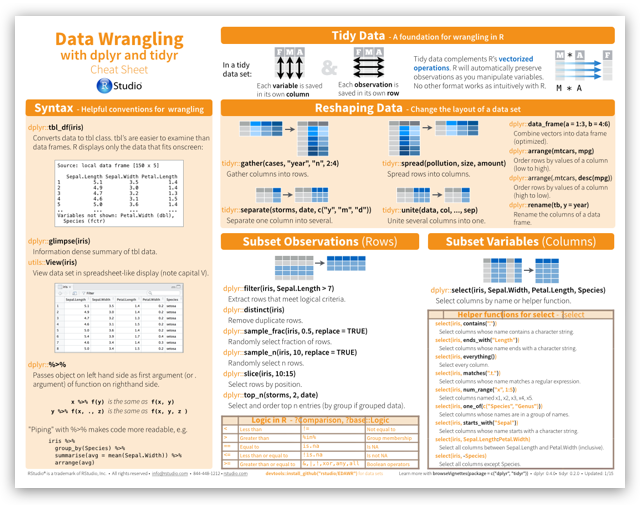 Data Wrangling
with dplyr and tidyr
Cheat Sheet
RStudio
Syntax - Helpful conventions for wrangling
dplyr::tbl_df(iris)
Converts data to tbl class. tbl's are easier to examine than
data frames. R displays only the data that fits onscreen:
Source: local data frame [150 x 5]
Sepal.Length Sepal.Width Petal.Length
1 5.1 3.5 1.4
2 4.9 3.0 1.4
3 4.7 3.2 1.3
4 4.6 3.1 1.5
5 5.0 3.6 1.4
.. ... ... ...
Variables not shown: Petal.Width (dbl),
Species (fctr)
dplyr::glimpse(iris)
Information dense summary of tbl data.
utils::View(iris)
View data set in spreadsheet-like display (note capital V).
dplyr::%>%
Passes object on left hand side as first argument (or .
argument) of function on righthand side.
x %>% f(y) is the same as f(x, y)
y %>% f(x, ., z) is the same as f(x, y, z )
"Piping" with %>% makes code more readable, e.g.
iris %>%
group_by(Species) %>%
summarise(avg = mean(Sepal.Width)) %>%
arrange(avg)
Tidy Data - A foundation for wrangling in R
In a tidy
data set:
F M A
Each variable is saved
in its own column
&
F M A
Each observation is
saved in its own row
Tidy data complements R's vectorized
operations. R will automatically preserve
observations as you manipulate variables.
No other format works as intuitively with R.
M * A F
M * A
Reshaping Data - Change the layout of a data set
tidyr::gather(cases, "year", "n", 2:4)
Gather columns into rows.
tidyr::spread(pollution, size, amount)
Spread rows into columns.
tidyr::separate(storms, date, c("y", "m", "d"))
Separate one column into several.
tidyr::unite(data, col, ..., sep)
Unite several columns into one.
dplyr::data_frame(a = 1:3, b = 4:6)
Combine vectors into data frame
(optimized).
dplyr::arrange(mtcars, mpg)
Order rows by values of a column
(low to high).
dplyr::arrange(mtcars, desc(mpg))
Order rows by values of a column
(high to low).
dplyr::rename(tb, y = year)
Rename the columns of a data
frame.
Subset Observations (Rows)
dplyr::filter(iris, Sepal.Length > 7)
Extract rows that meet logical criteria.
dplyr::distinct(iris)
Remove duplicate rows.
dplyr::sample_frac(iris, 0.5, replace = TRUE)
Randomly select fraction of rows.
dplyr::sample_n(iris, 10, replace = TRUE)
Randomly select n rows.
dplyr::slice(iris, 10:15)
Select rows by position.
dplyr::top_n(storms, 2, date)
Select and order top n entries (by group if grouped data).
Logic in R - ?Comparison, ?base::Logic
< Less than != Not equal to
> Greater than %in% Group membership
== Equal to is.na Is NA
<= Less than or equal to !is.na Is not NA
>= Greater than or equal to &,|,!,xor,any,all Boolean operators
Subset Variables (Columns)
dplyr::select(iris, Sepal.Width, Petal.Length, Species)
Select columns by name or helper function.
Helper functions for select - ?select
select(iris, contains("."))
Select columns whose name contains a character string.
select(iris, ends_with("Length"))
Select columns whose name ends with a character string.
select(iris, everything())
Select every column.
select(iris, matches(".t."))
Select columns whose name matches a regular expression.
select(iris, num_range("x", 1:5))
Select columns named x1, x2, x3, x4, x5.
select(iris, one_of(c("Species", "Genus")))
Select columns whose names are in a group of names.
select(iris, starts_with("Sepal"))
Select columns whose name starts with a character string.
select(iris, Sepal.Length:Petal.Width)
Select all columns between Sepal.Length and Petal.Width (inclusive).
select(iris, -Species)
Select all columns except Species.
RStudio® is a trademark of RStudio, Inc. • All rights reserved • info@rstudio.com • 844-448-1212 • rstudio.com